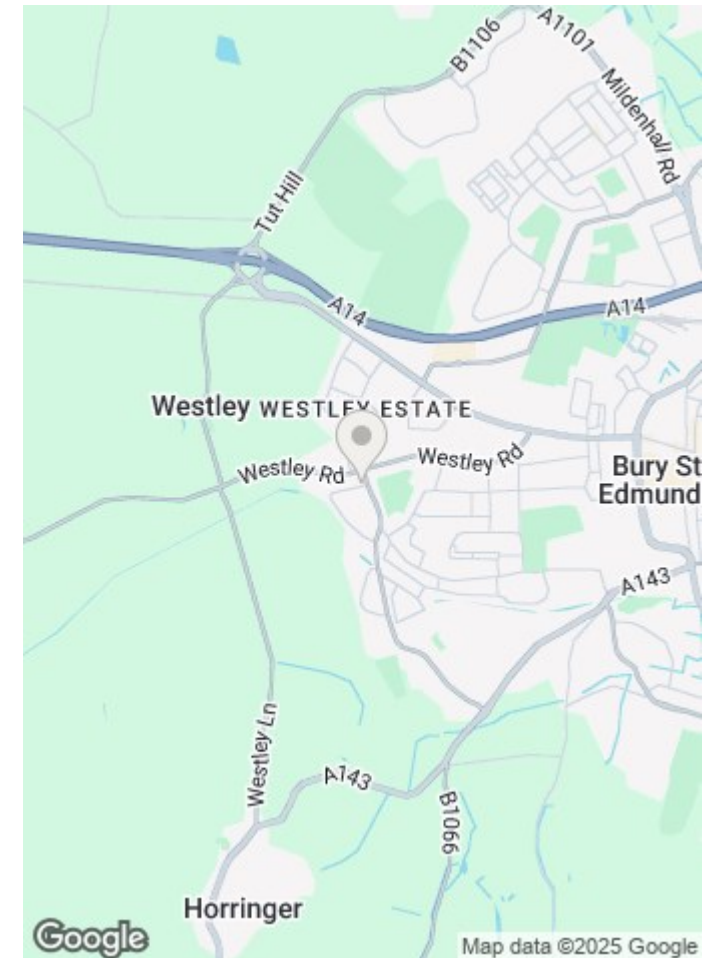 A1101
B1106
Mildenhall Rd
Tut Hill
A14
A14
Westley
WESTLEY ESTATE
Westley Rd
Westley Rd
Bury St
Edmund
A143
Westley Ln
A143
B1066
Horringer
Google
Map data ©2025 Google